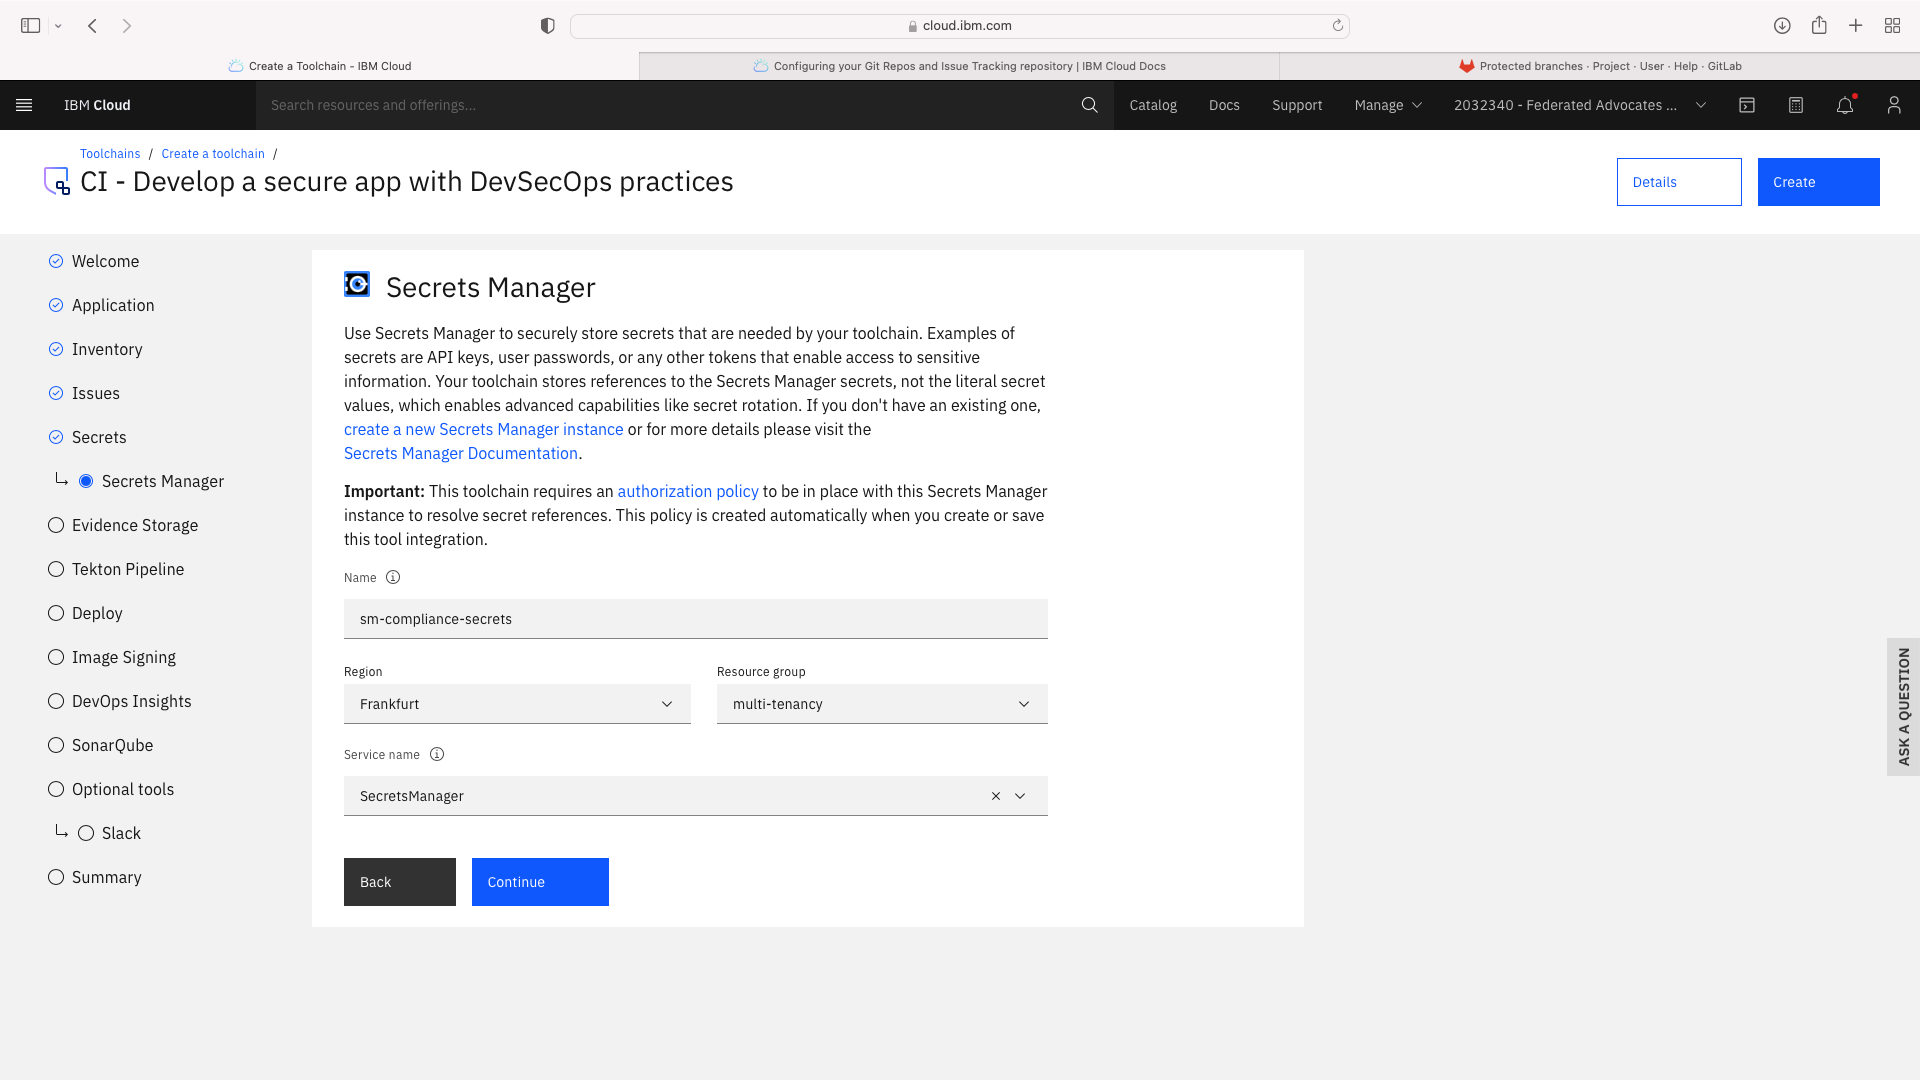 cloud.ibm.com
Create a Toolchain - IBM Cloud
Configuring your Git Repos and Issue Tracking repository | IBM Cloud Docs
Protected branches · Project · User · Help · GitLab
IBM Cloud
Search resources and offerings...
Catalog
Docs
Support
Manage
2032340 - Federated Advocates ...
Toolchains / Create a toolchain /
CI - Develop a secure app with DevSecOps practices
Details
Create
Welcome
Application
Inventory
Issues
Secrets
Secrets Manager
Evidence Storage
Tekton Pipeline
Deploy
Image Signing
DevOps Insights
SonarQube
Optional tools
Slack
Summary
Secrets Manager
Use Secrets Manager to securely store secrets that are needed by your toolchain. Examples of
secrets are API keys, user passwords, or any other tokens that enable access to sensitive
information. Your toolchain stores references to the Secrets Manager secrets, not the literal secret
values, which enables advanced capabilities like secret rotation. If you don't have an existing one,
create a new Secrets Manager instance or for more details please visit the
Secrets Manager Documentation.
Important: This toolchain requires an authorization policy to be in place with this Secrets Manager
instance to resolve secret references. This policy is created automatically when you create or save
this tool integration.
Name
sm-compliance-secrets
Region
Resource group
Frankfurt
multi-tenancy
Service name
SecretsManager
Back
Continue
ASK A QUESTION